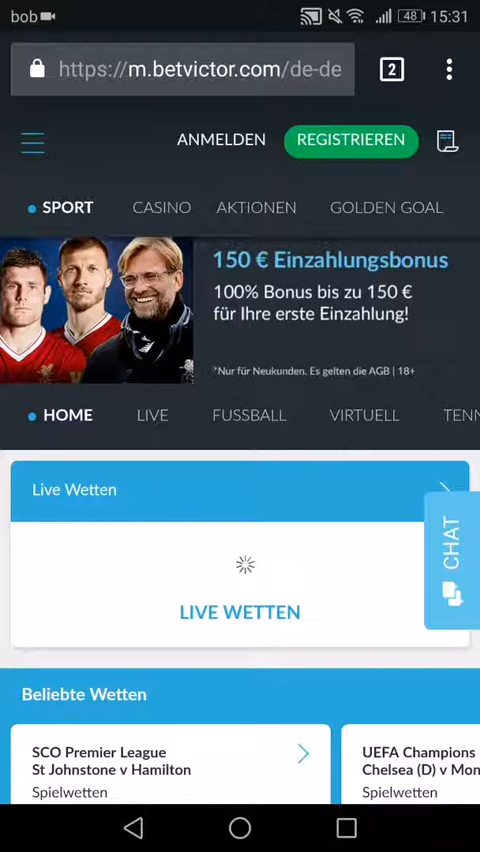 bob
48
15:31
https://m.betvictor.com/de-de
2
ANMELDEN
REGISTRIEREN
SPORT
CASINO
AKTIONEN
GOLDEN GOAL
150 € Einzahlungsbonus
100% Bonus bis zu 150 €
für Ihre erste Einzahlung!
*Nur für Neukunden. Es gelten die AGB | 18+
HOME
LIVE
FUSSBALL
VIRTUELL
TENN
Live Wetten
CHAT
LIVE WETTEN
Beliebte Wetten
SCO Premier League
St Johnstone v Hamilton
Spielwetten
UEFA Champions
Chelsea (D) v Mon
Spielwetten